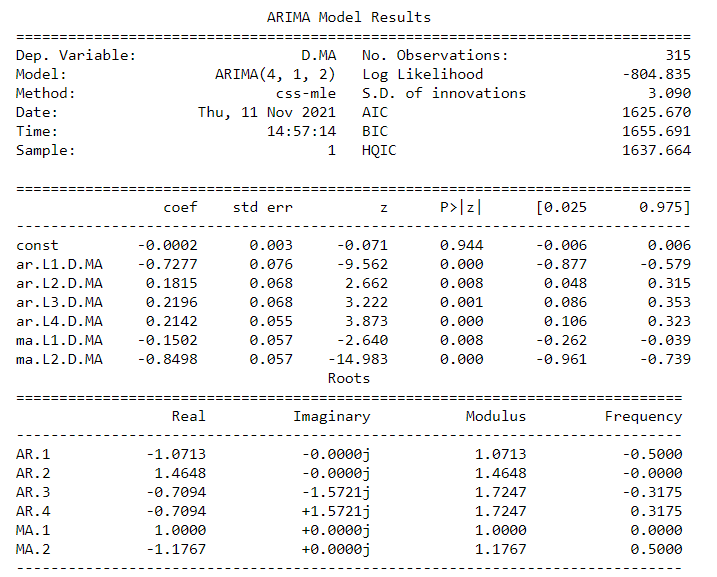 ARIMA Model Results
==============================================================================
Dep. Variable: D.MA No. Observations: 315
Model: ARIMA(4, 1, 2) Log Likelihood -804.835
Method: css-mle S.D. of innovations 3.090
Date: Thu, 11 Nov 2021 AIC 1625.670
Time: 14:57:14 BIC 1655.691
Sample: 1 HQIC 1637.664
==============================================================================
coef std err z P>|z| [0.025 0.975]
------------------------------------------------------------------------------
const -0.0002 0.003 -0.071 0.944 -0.006 0.006
ar.L1.D.MA -0.7277 0.076 -9.562 0.000 -0.877 -0.579
ar.L2.D.MA 0.1815 0.068 2.662 0.008 0.048 0.315
ar.L3.D.MA 0.2196 0.068 3.222 0.001 0.086 0.353
ar.L4.D.MA 0.2142 0.055 3.873 0.000 0.106 0.323
ma.L1.D.MA -0.1502 0.057 -2.640 0.008 -0.262 -0.039
ma.L2.D.MA -0.8498 0.057 -14.983 0.000 -0.961 -0.739
Roots
=============================================================================
Real Imaginary Modulus Frequency
-----------------------------------------------------------------------------
AR.1 -1.0713 -0.0000j 1.0713 -0.5000
AR.2 1.4648 -0.0000j 1.4648 -0.0000
AR.3 -0.7094 -1.5721j 1.7247 -0.3175
AR.4 -0.7094 +1.5721j 1.7247 0.3175
MA.1 1.0000 +0.0000j 1.0000 0.0000
MA.2 -1.1767 +0.0000j 1.1767 0.5000
-----------------------------------------------------------------------------